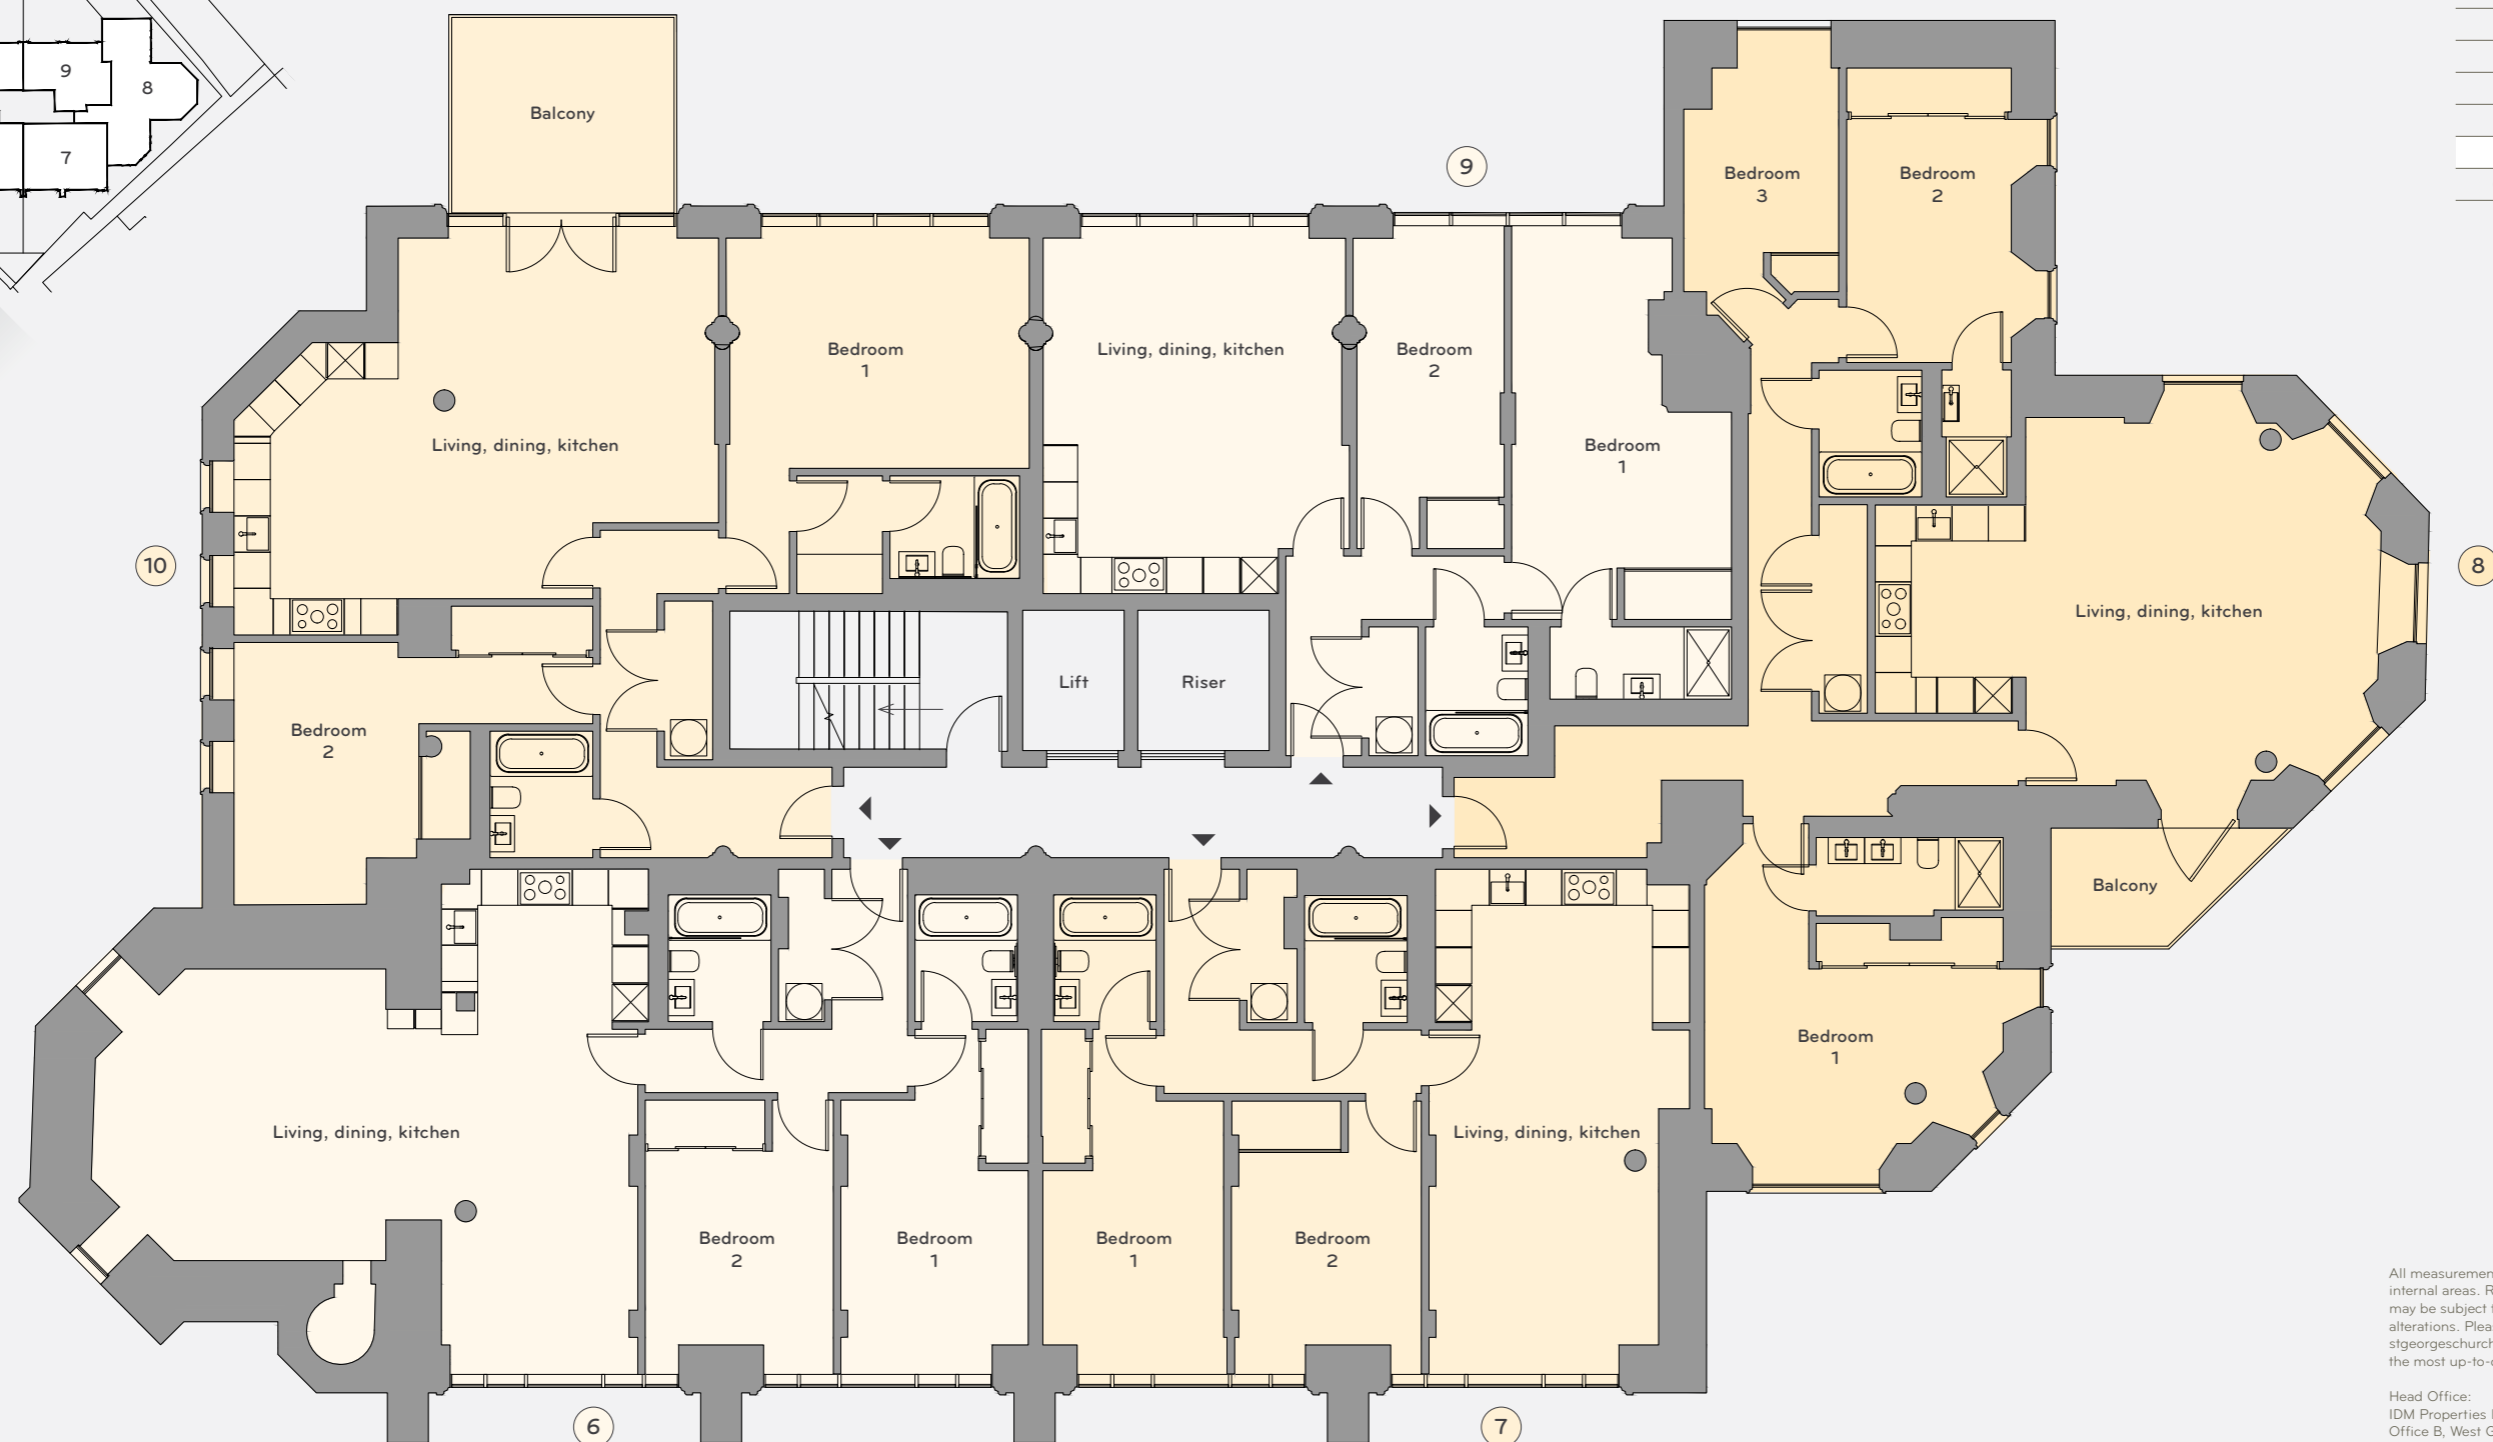 9
8
7
Balcony
9
Bedroom
3
Bedroom
2
Living, dining, kitchen
Bedroom
1
Living, dining, kitchen
Bedroom
2
Bedroom
1
10
8
Living, dining, kitchen
Bedroom
2
Lift
Riser
Balcony
Living, dining, kitchen
Bedroom
2
Bedroom
1
Bedroom
1
Bedroom
2
Living, dining, kitchen
Bedroom
1
6
7
All measuremen
internal areas. R
may be subject
alterations. Plea
stgeorgeschurch
the most up-to-
Head Office:
IDM Properties
Office B, West G